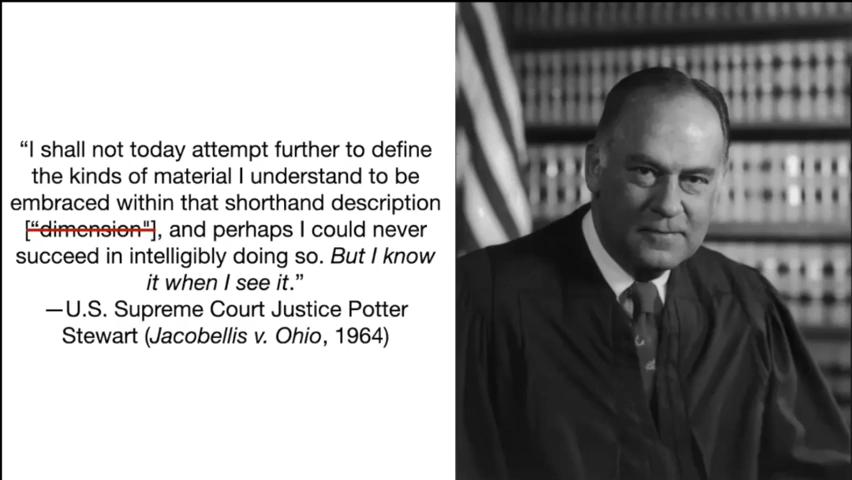 “I shall not today attempt further to define
the kinds of material I understand to be
embraced within that shorthand description
[“dimension"], and perhaps I could never
succeed in intelligibly doing so. But I know
it when I see it.”
—U.S. Supreme Court Justice Potter
Stewart (Jacobellis v. Ohio, 1964)